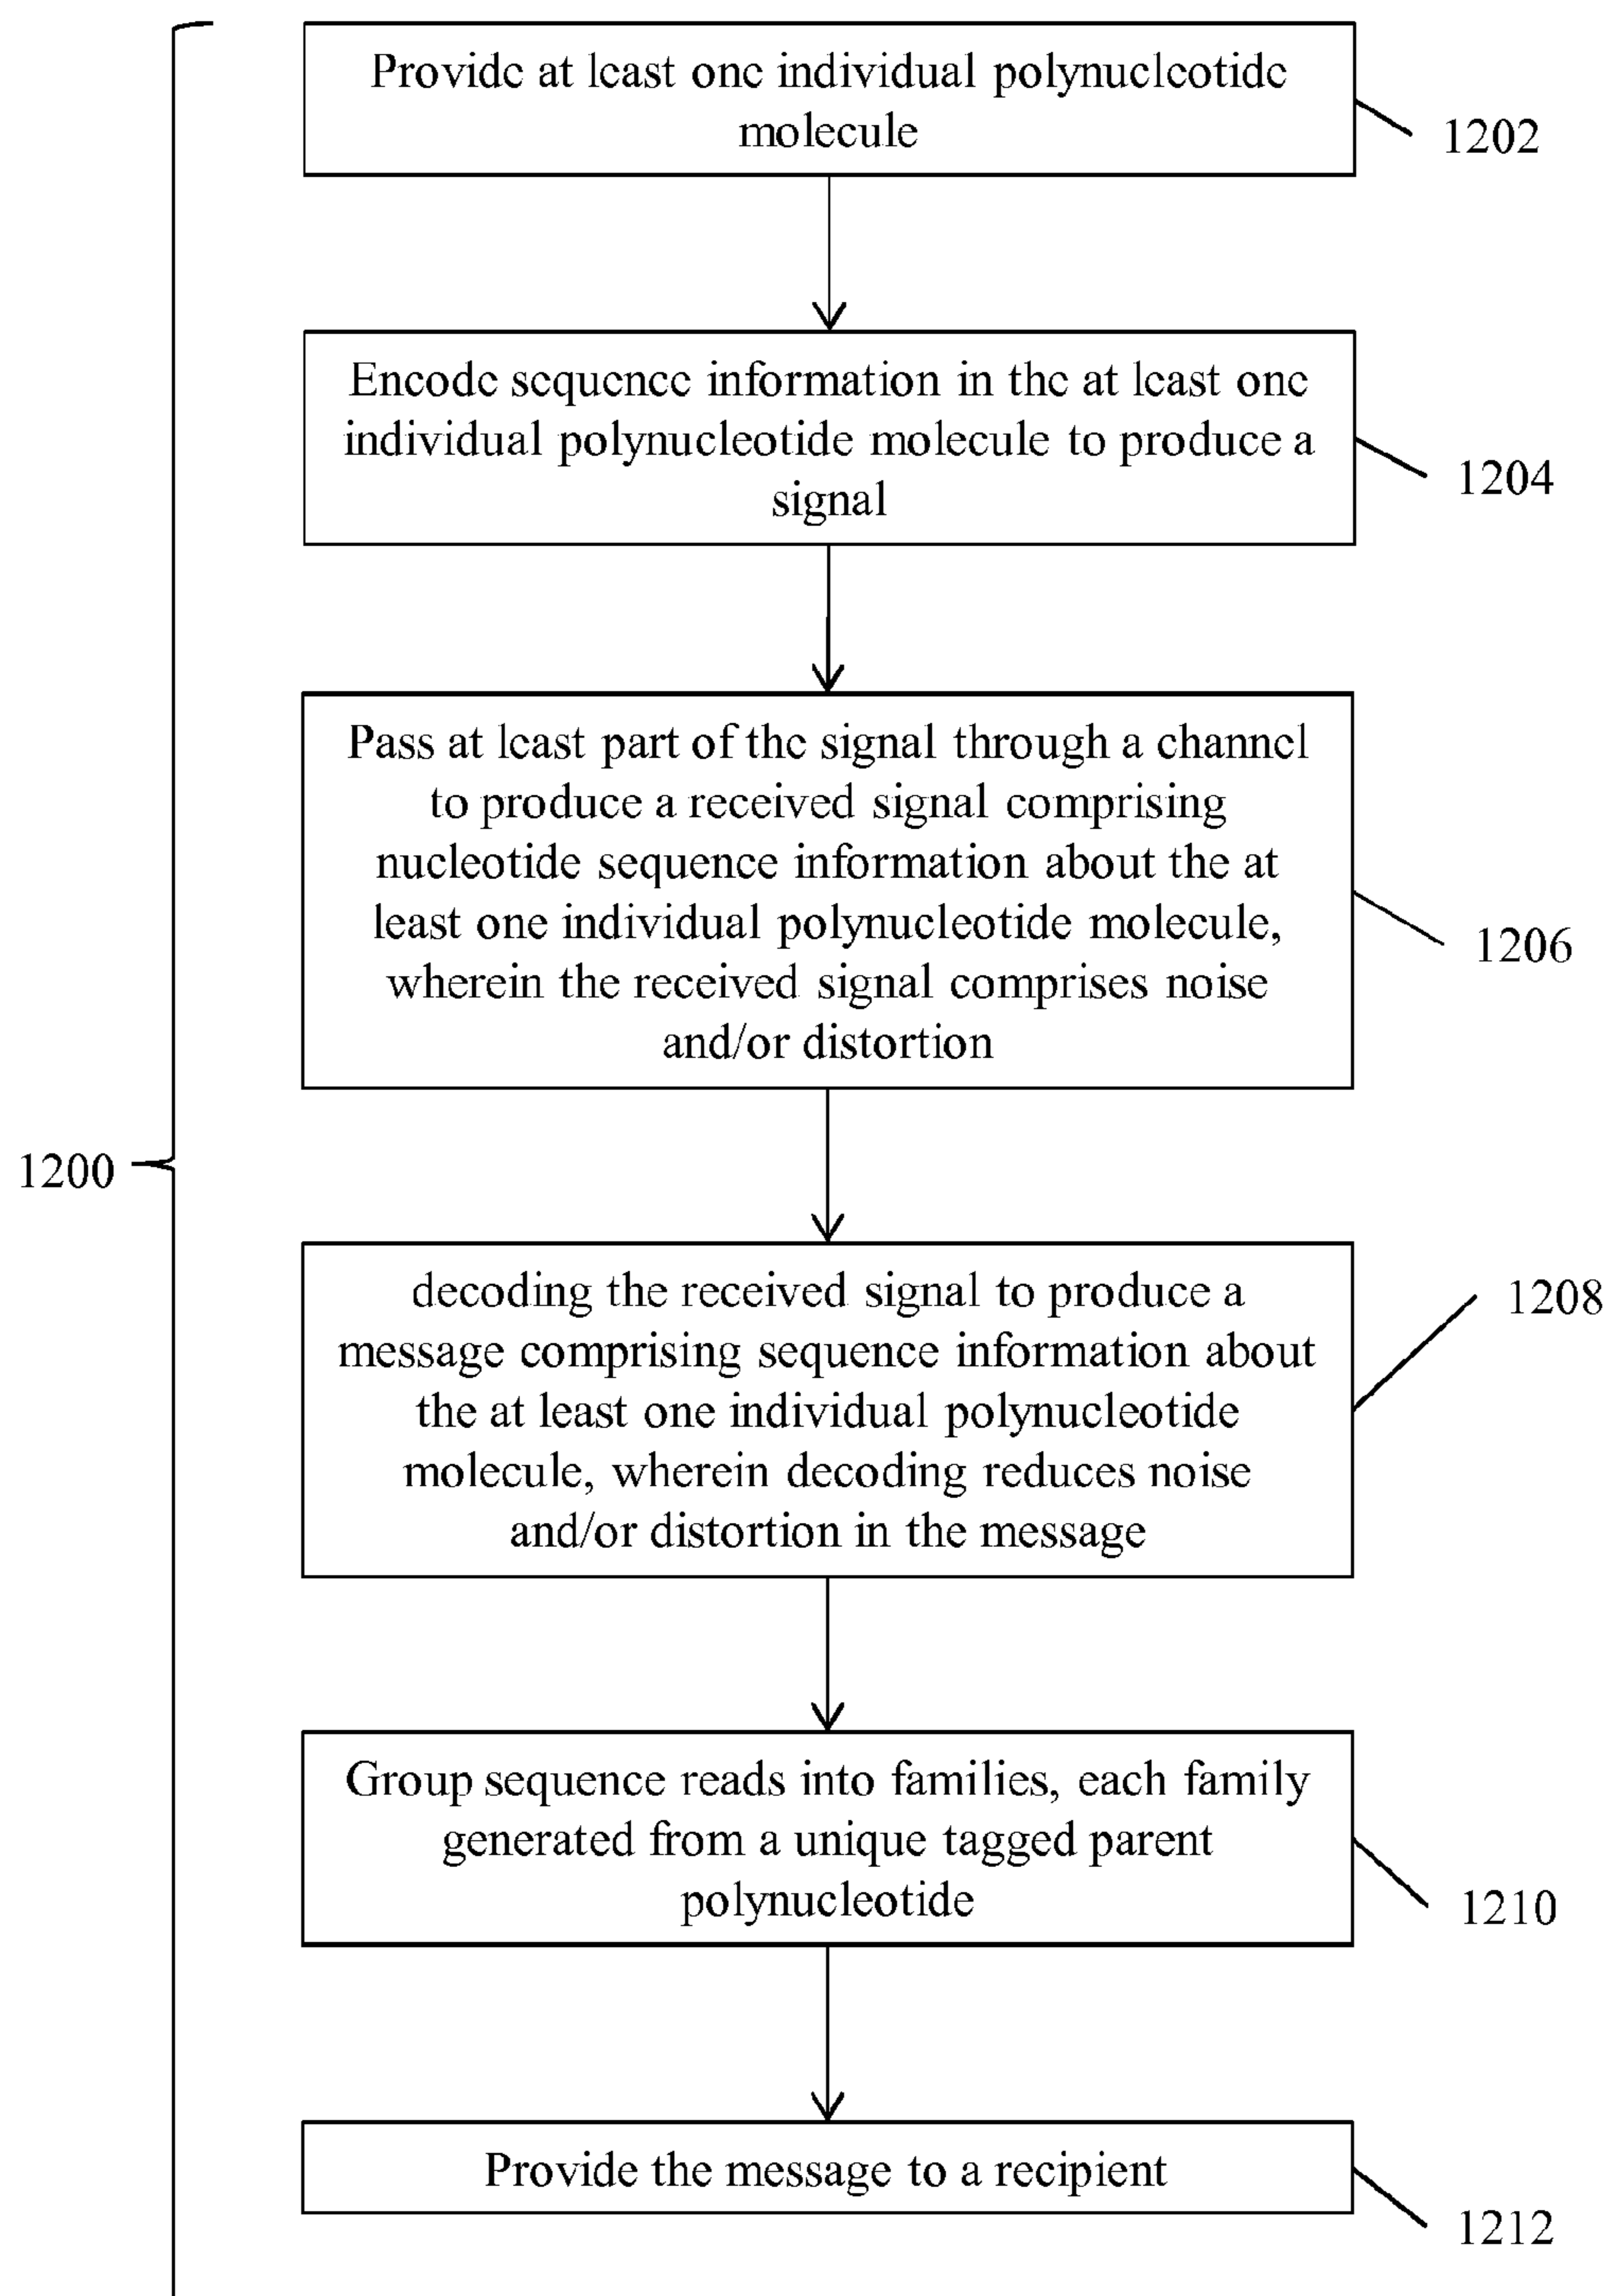 Provide at least one individual polynucleotide
molecule
1202
Encode sequence information in the at least one
individual polynucleotide molecule to produce a
signal
1204
Pass at least part of the signal through a channel
to produce a received signal comprising
nucleotide sequence information about the at
least one individual polynucleotide molecule,
wherein the received signal comprises noise
and/or distortion
1206
1200
decoding the received signal to produce a
message comprising sequence information about
the at least one individual polynucleotide
molecule, wherein decoding reduces noise
and/or distortion in the message
1208
Group sequence reads into families, each family
generated from a unique tagged parent
polynucleotide
1210
Provide the message to a recipient
1212